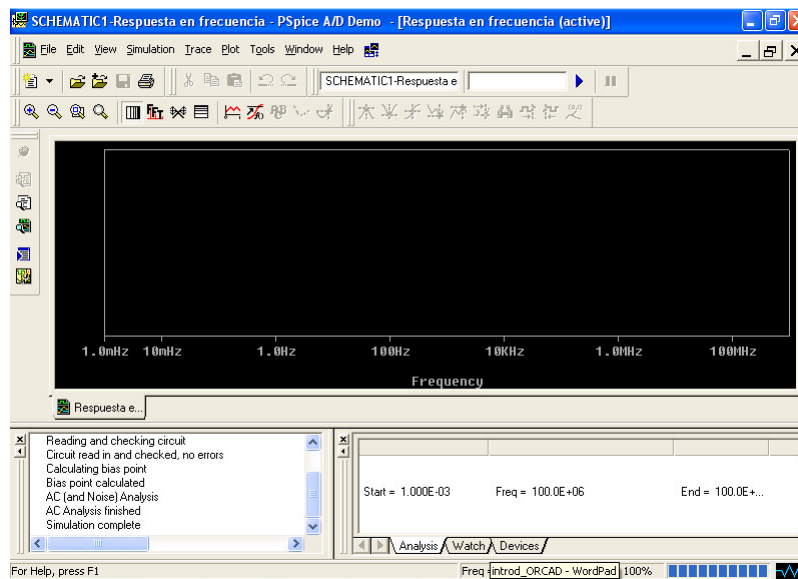 SCHEMATIC1-Respuesta en frecuencia - PSpice A/D Demo - [Respuesta en frecuencia (active)]
File Edit View Simulation Trace Plot Tools Window Help
SCHEMATIC1-Respuesta e
1.0mHz 10mHz 1.0Hz 100Hz 10KHz 1.0MHz 100MHz
Frequency
Respuesta e...
Reading and checking circuit
Circuit read in and checked, no errors
Calculating bias point
Bias point calculated
AC (and Noise) Analysis
AC Analysis finished
Simulation complete
Start = 1.000E-03 Freq = 100.0E+06 End = 100.0E+...
Analysis Watch Devices
For Help, press F1
Freq introd_ORCAD - WordPad 100%